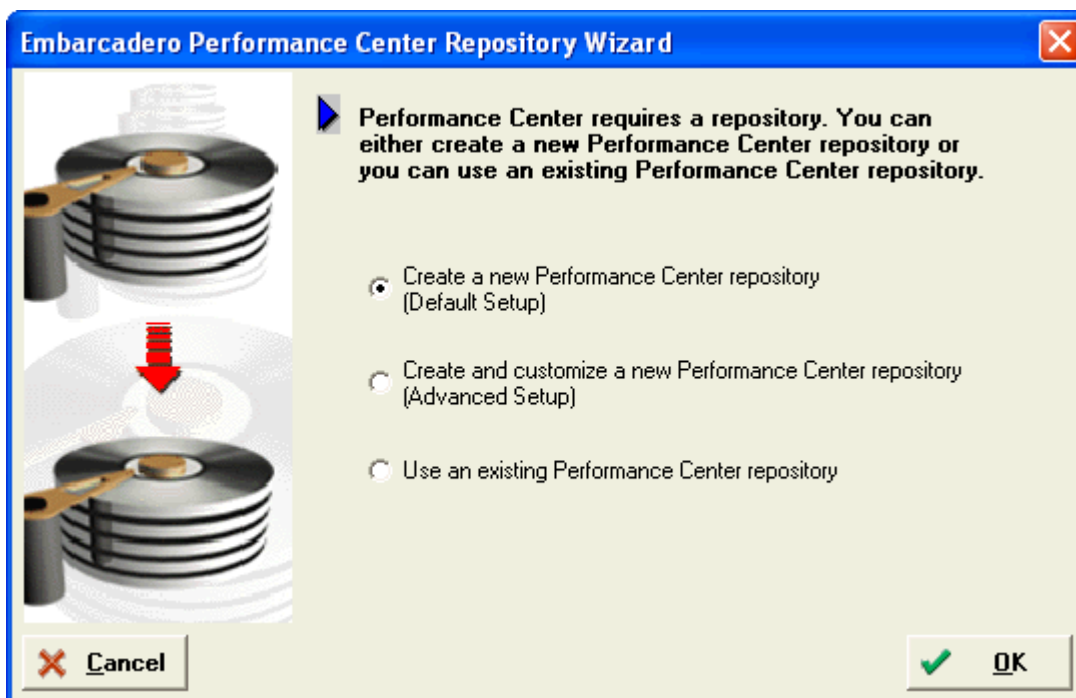 Embarcadero Performance Center Repository Wizard
Performance Center requires a repository. You can
either create a new Performance Center repository or
you can use an existing Performance Center repository.
Create a new Performance Center repository
(Default Setup)
Create and customize a new Performance Center repository
(Advanced Setup)
Use an existing Performance Center repository
Cancel
OK